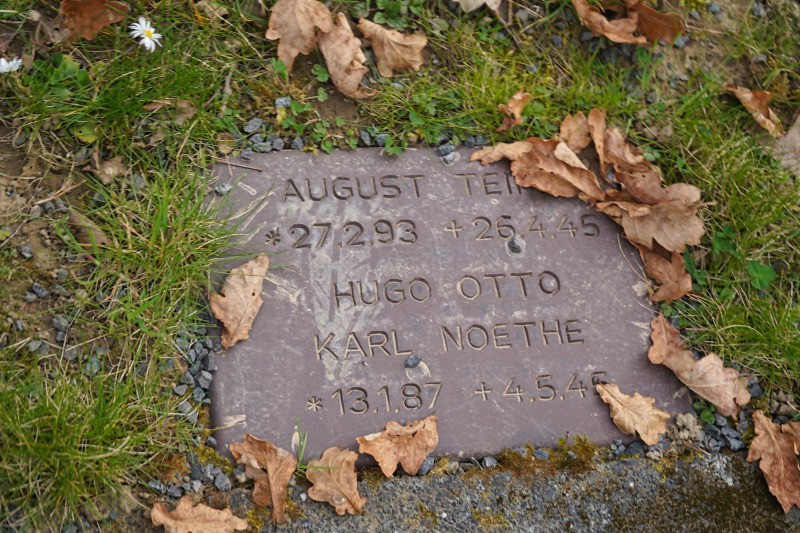 AUGUST
*27.2.93 +26.4.45
HUGO OTTO
KARL NOETHE
*13.1.87 +4.5.45